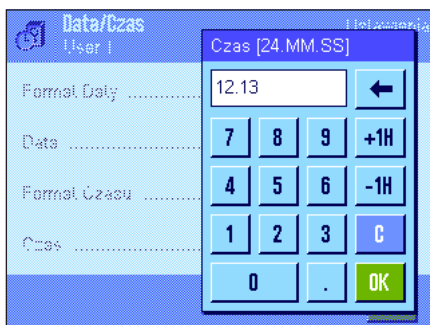 Data/Czas
Ustawienia
User 1
Czas [24.MM.SS]
Format Daty ..............
12.13
7 8 9 +1H
Data ..............
4 5 6 -1H
Format Czasu ..............
1 2 3 C
Czas ..............
0 . OK